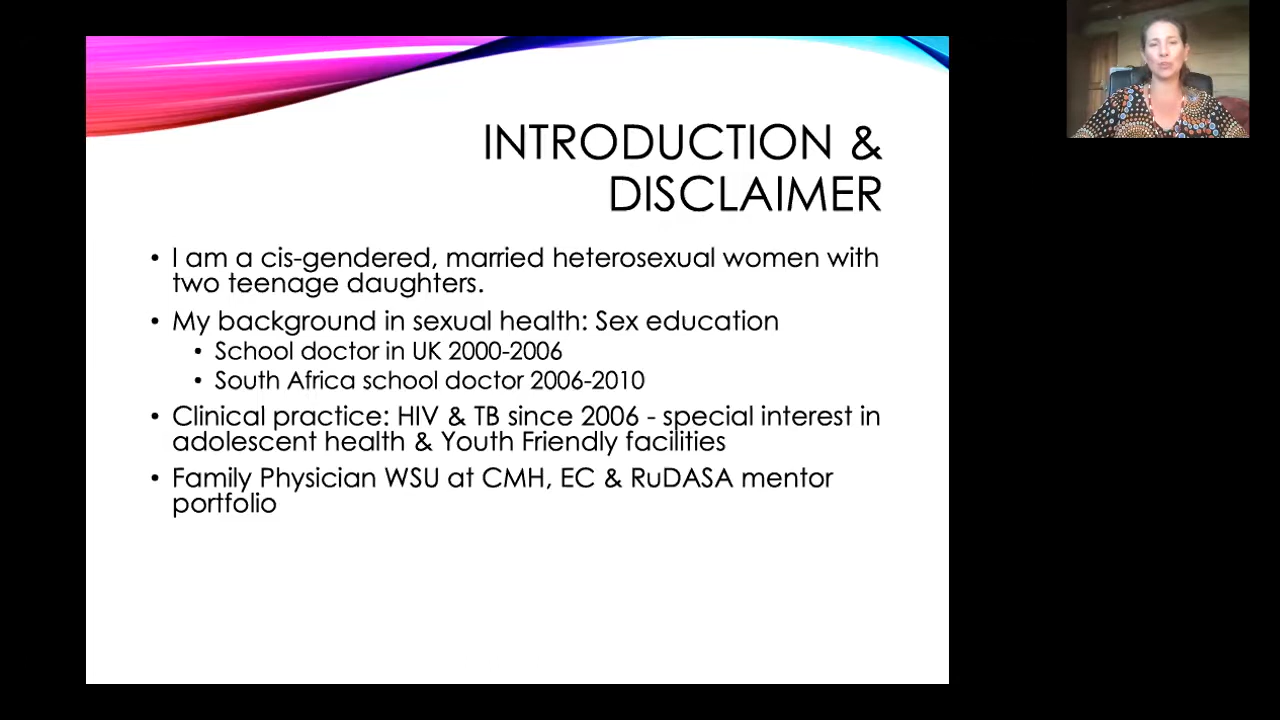 INTRODUCTION &
DISCLAIMER
• I am a cis-gendered, married heterosexual women with
two teenage daughters.
• My background in sexual health: Sex education
• School doctor in UK 2000-2006
• South Africa school doctor 2006-2010
• Clinical practice: HIV & TB since 2006 - special interest in
adolescent health & Youth Friendly facilities
• Family Physician WSU at CMH, EC & RuDASA mentor
portfolio